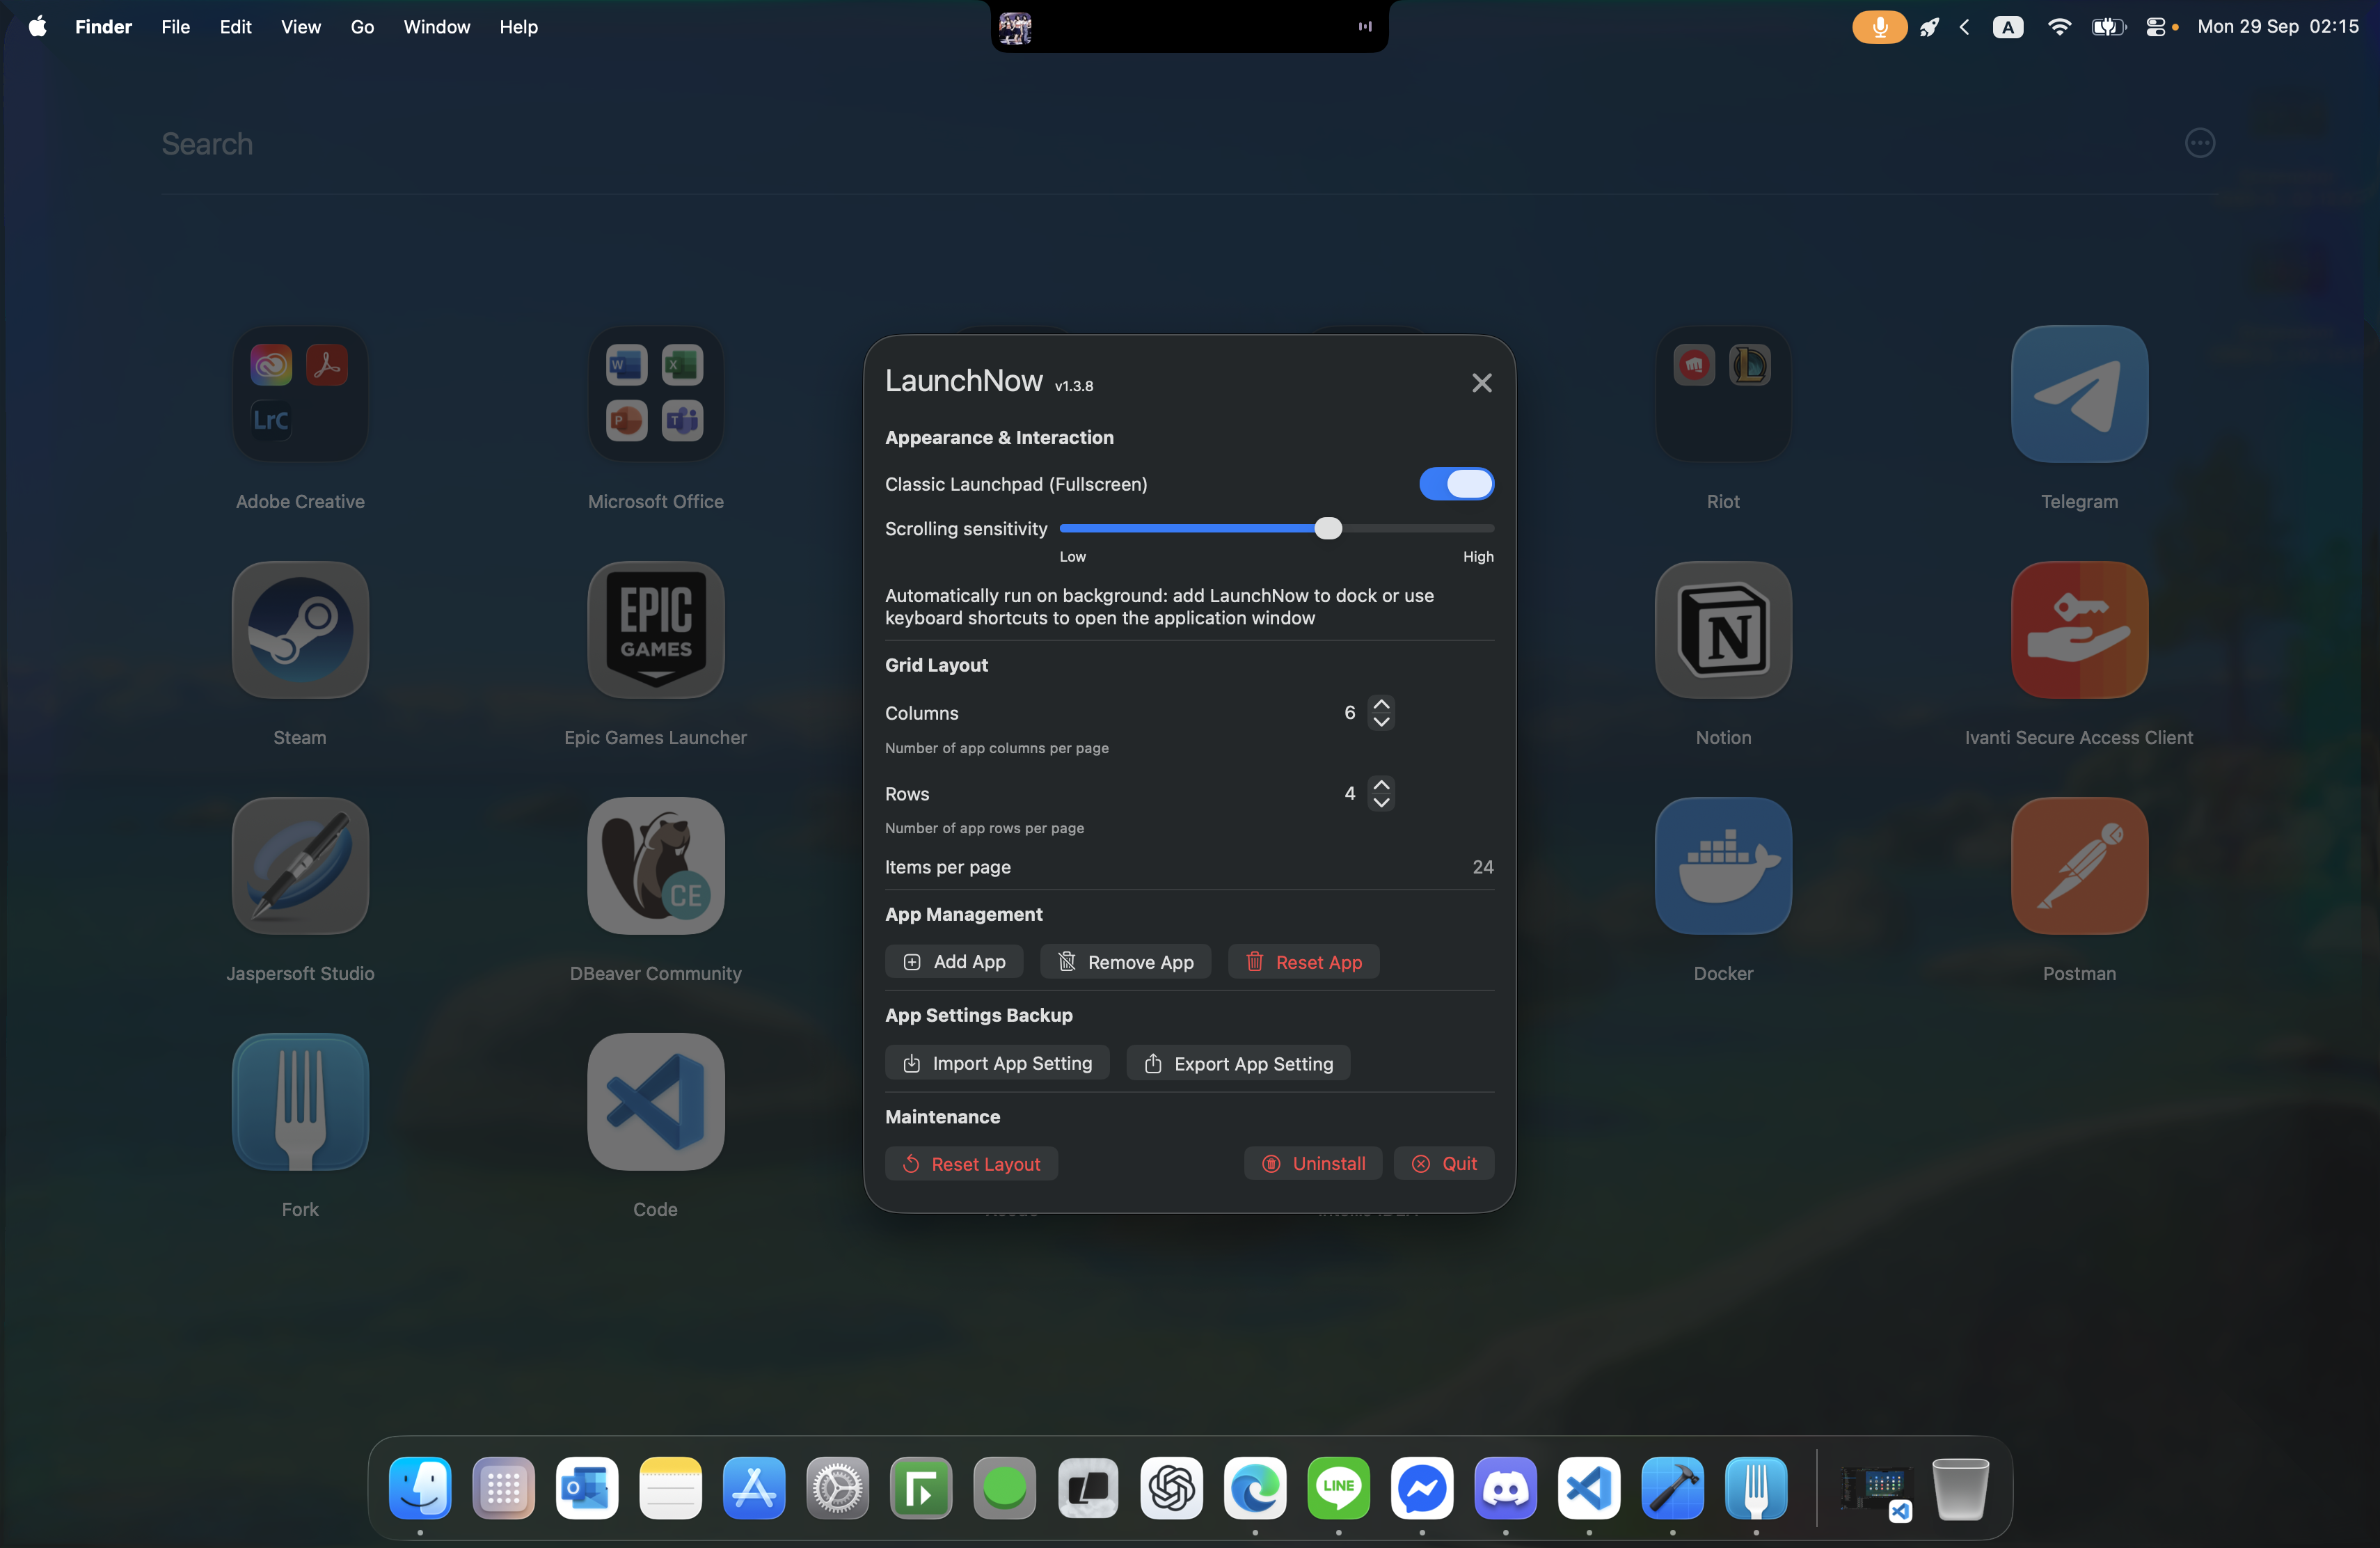 Finder File Edit View Go Window Help
A
Mon 29 Sep 02:15
Search
LrC
W X
P T
Adobe Creative
Microsoft Office
Riot
Telegram
EPIC
GAMES
N
Steam
Epic Games Launcher
Notion
Ivanti Secure Access Client
CE
Jaspersoft Studio
DBeaver Community
Docker
Postman
Fork
Code
LaunchNow v1.3.8
Appearance & Interaction
Classic Launchpad (Fullscreen)
Scrolling sensitivity
Low High
Automatically run on background: add LaunchNow to dock or use
keyboard shortcuts to open the application window
Grid Layout
Columns 6
Number of app columns per page
Rows 4
Number of app rows per page
Items per page 24
App Management
Add App Remove App Reset App
App Settings Backup
Import App Setting Export App Setting
Maintenance
Reset Layout Uninstall Quit
O
LINE